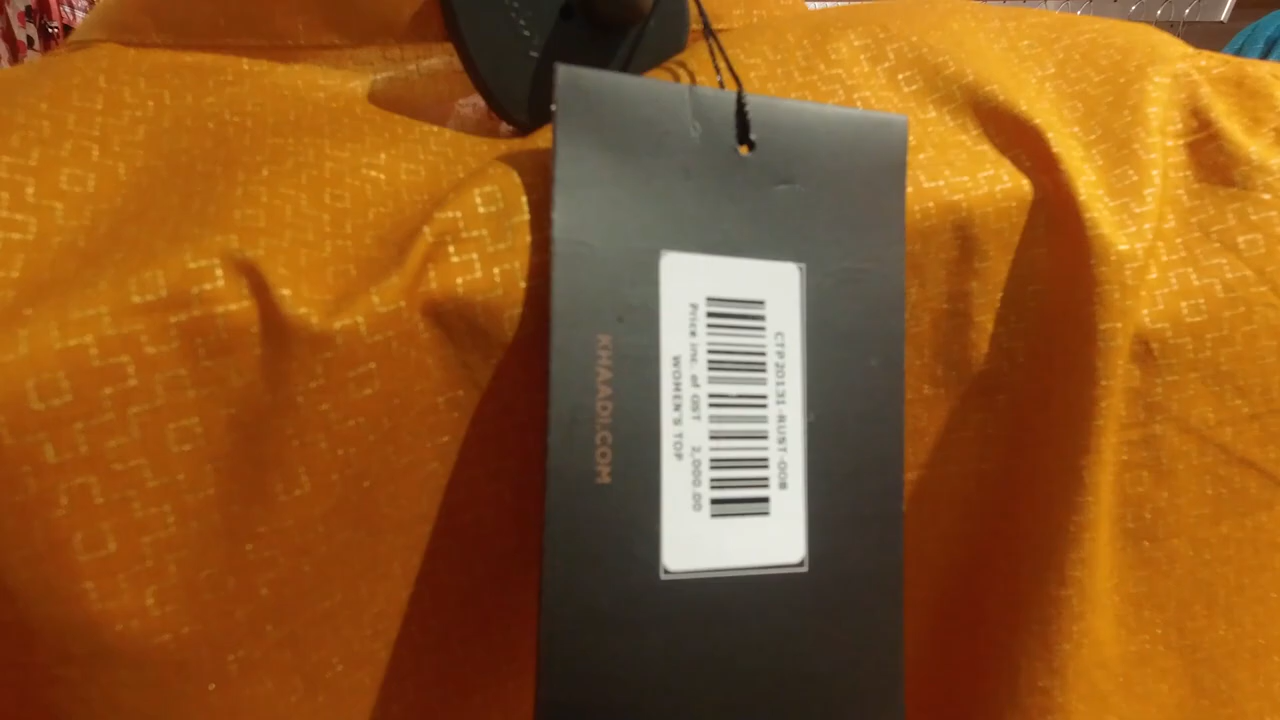 CTP20131-RUST-008
Price inc. of GST 2,000.00
WOMEN'S TOP
KHAADI.COM